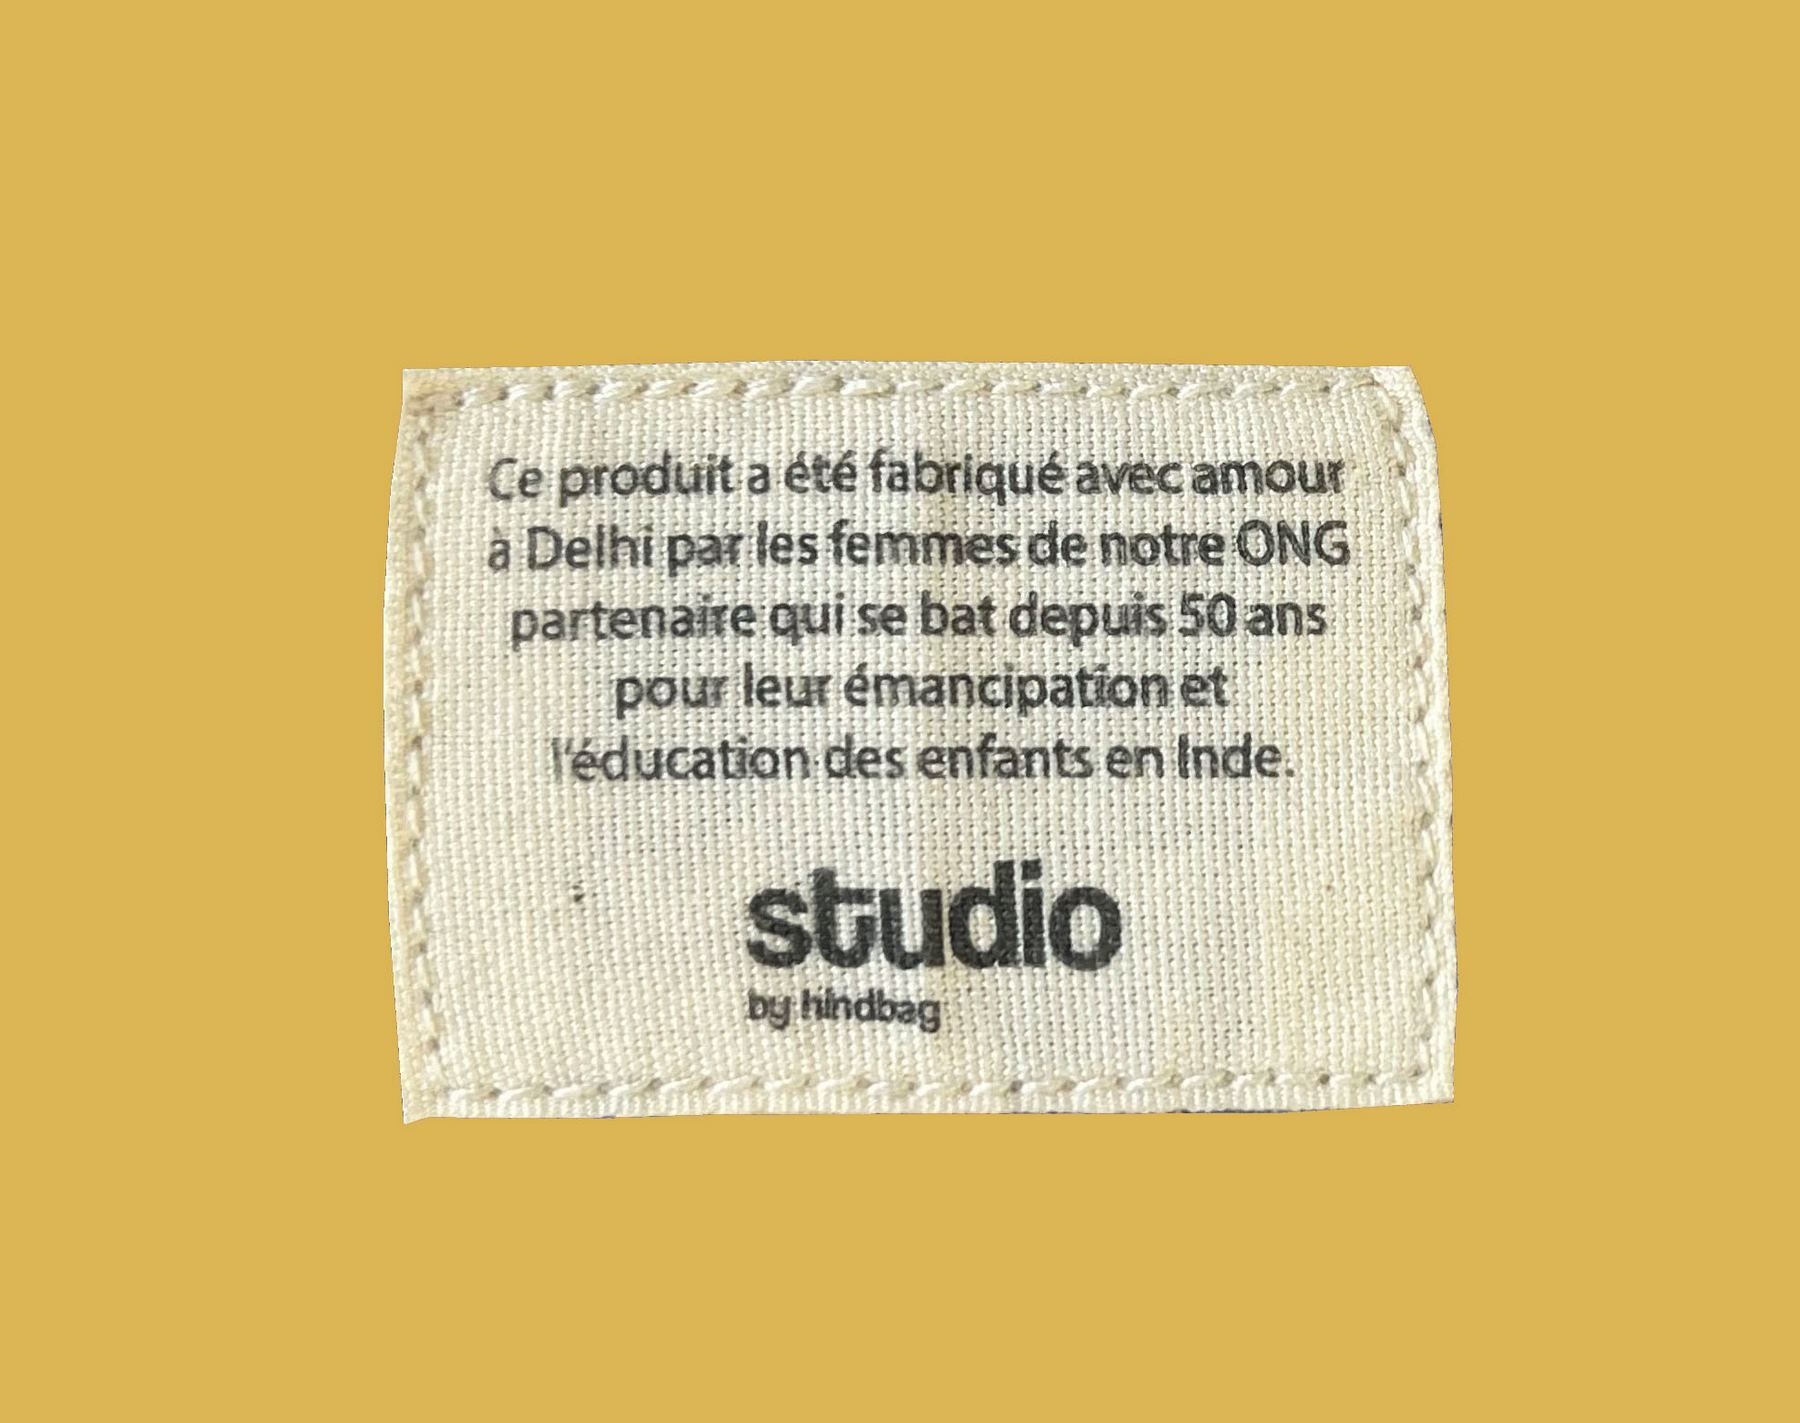 Ce produit a été fabriqué avec amour
à Delhi par les femmes de notre ONG
partenaire qui se bat depuis 50 ans
pour leur émancipation et
l'éducation des enfants en Inde.
studio
by hindbag